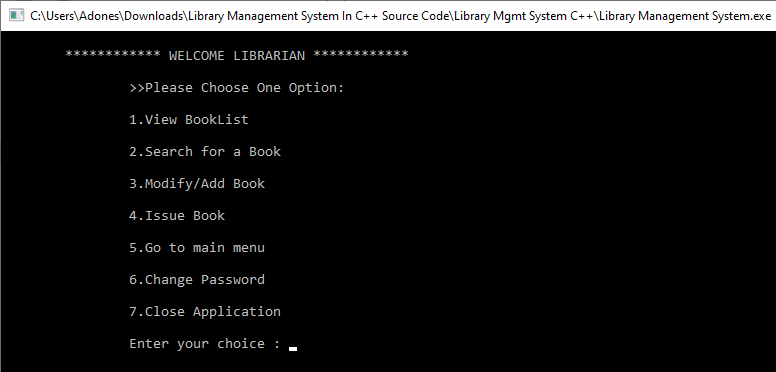 C:\Users\Adones\Downloads\Library Management System In C++ Source Code\Library Mgmt System C++\Library Management System.exe
************ WELCOME LIBRARIAN ************
>>Please Choose One Option:
1.View BookList
2.Search for a Book
3.Modify/Add Book
4.Issue Book
5.Go to main menu
6.Change Password
7.Close Application
Enter your choice :